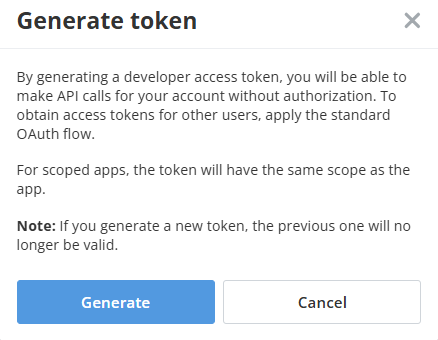 Generate token
By generating a developer access token, you will be able to
make API calls for your account without authorization. To
obtain access tokens for other users, apply the standard
OAuth flow.
For scoped apps, the token will have the same scope as the
app.
Note: If you generate a new token, the previous one will no
longer be valid.
Generate
Cancel